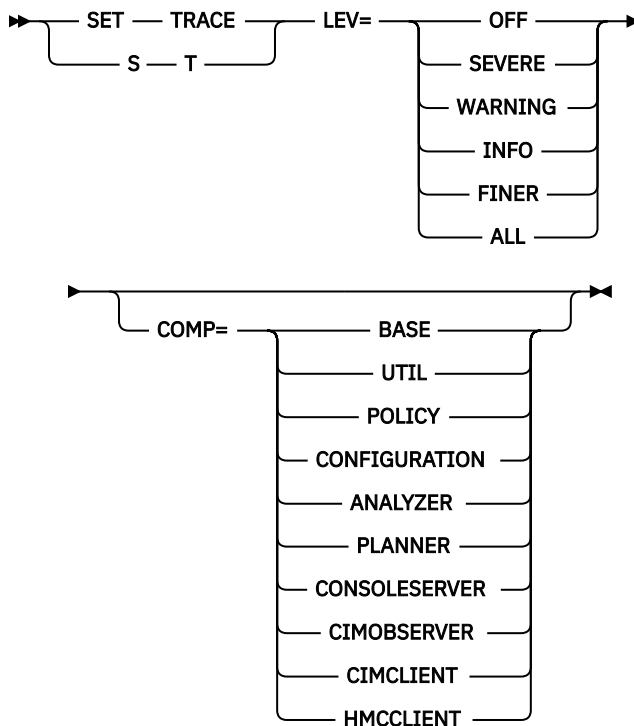 SET TRACE LEV= OFF
S T SEVERE
WARNING
INFO
FINER
ALL
COMP= BASE
UTIL
POLICY
CONFIGURATION
ANALYZER
PLANNER
CONSOLESERVER
CIMOBSERVER
CIMCLIENT
HMCCLIENT